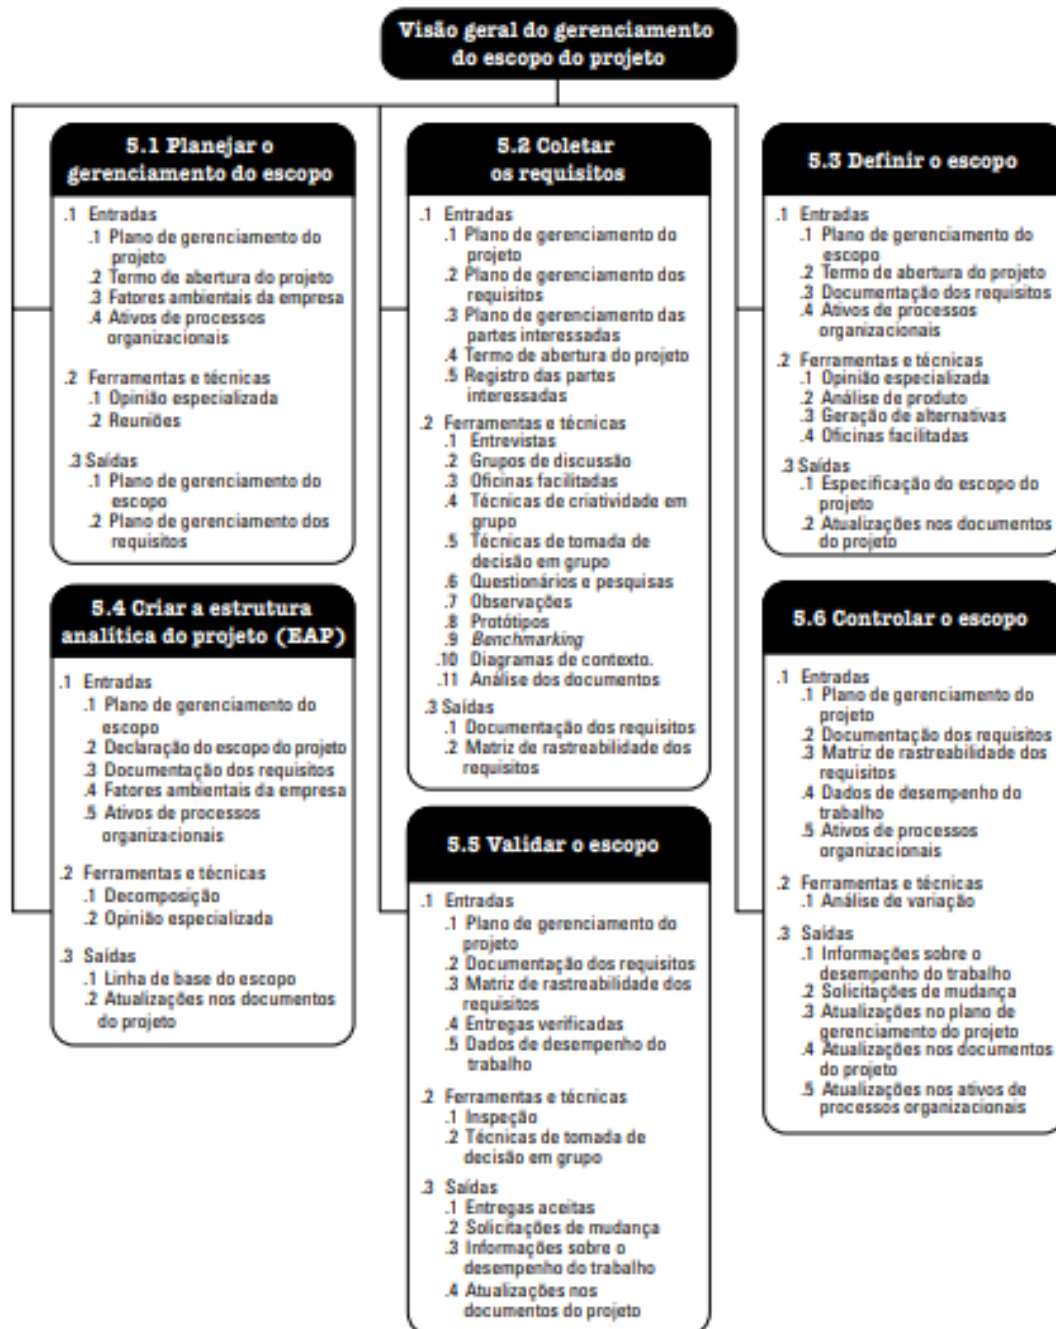 Visão geral do gerenciamento
do escopo do projeto
5.1 Planejar o
gerenciamento do escopo
.1 Entradas
.1 Plano de gerenciamento do
projeto
.2 Termo de abertura do projeto
.3 Fatores ambientais da empresa
.4 Ativos de processos
organizacionais
.2 Ferramentas e técnicas
.1 Opinião especializada
.2 Reuniões
.3 Saídas
.1 Plano de gerenciamento do
escopo
.2 Plano de gerenciamento dos
requisitos
5.2 Coletar
os requisitos
.1 Entradas
.1 Plano de gerenciamento do
projeto
.2 Plano de gerenciamento dos
requisitos
.3 Plano de gerenciamento das
partes interessadas
.4 Termo de abertura do projeto
.5 Registro das partes
interessadas
.2 Ferramentas e técnicas
.1 Entrevistas
.2 Grupos de discussão
.3 Oficinas facilitadas
.4 Técnicas de criatividade em
grupo
.5 Técnicas de tomada de
decisão em grupo
.6 Questionários e pesquisas
.7 Observações
.8 Protótipos
.9 Benchmarking
.10 Diagramas de contexto.
.11 Análise dos documentos
.3 Saídas
.1 Documentação dos requisitos
.2 Matriz de rastreabilidade dos
requisitos
5.3 Definir o escopo
.1 Entradas
.1 Plano de gerenciamento do
escopo
.2 Termo de abertura do projeto
.3 Documentação dos requisitos
.4 Ativos de processos
organizacionais
.2 Ferramentas e técnicas
.1 Opinião especializada
.2 Análise de produto
.3 Geração de alternativas
.4 Oficinas facilitadas
.3 Saídas
.1 Especificação do escopo do
projeto
.2 Atualizações nos documentos
do projeto
5.4 Criar a estrutura
analítica do projeto (EAP)
.1 Entradas
.1 Plano de gerenciamento do
escopo
.2 Declaração do escopo do projeto
.3 Documentação dos requisitos
.4 Fatores ambientais da empresa
.5 Ativos de processos
organizacionais
.2 Ferramentas e técnicas
.1 Decomposição
.2 Opinião especializada
.3 Saídas
.1 Linha de base do escopo
.2 Atualizações nos documentos
do projeto
5.5 Validar o escopo
.1 Entradas
.1 Plano de gerenciamento do
projeto
.2 Documentação dos requisitos
.3 Matriz de rastreabilidade dos
requisitos
.4 Entregas verificadas
.5 Dados de desempenho do
trabalho
.2 Ferramentas e técnicas
.1 Inspeção
.2 Técnicas de tomada de
decisão em grupo
.3 Saídas
.1 Entregas aceitas
.2 Solicitações de mudança
.3 Informações sobre o
desempenho do trabalho
.4 Atualizações nos
documentos do projeto
5.6 Controlar o escopo
.1 Entradas
.1 Plano de gerenciamento do
projeto
.2 Documentação dos requisitos
.3 Matriz de rastreabilidade dos
requisitos
.4 Dados de desempenho do
trabalho
.5 Ativos de processos
organizacionais
.2 Ferramentas e técnicas
.1 Análise de variação
.3 Saídas
.1 Informações sobre o
desempenho do trabalho
.2 Solicitações de mudança
.3 Atualizações no plano de
gerenciamento do projeto
.4 Atualizações nos documentos
do projeto
.5 Atualizações nos ativos de
processos organizacionais